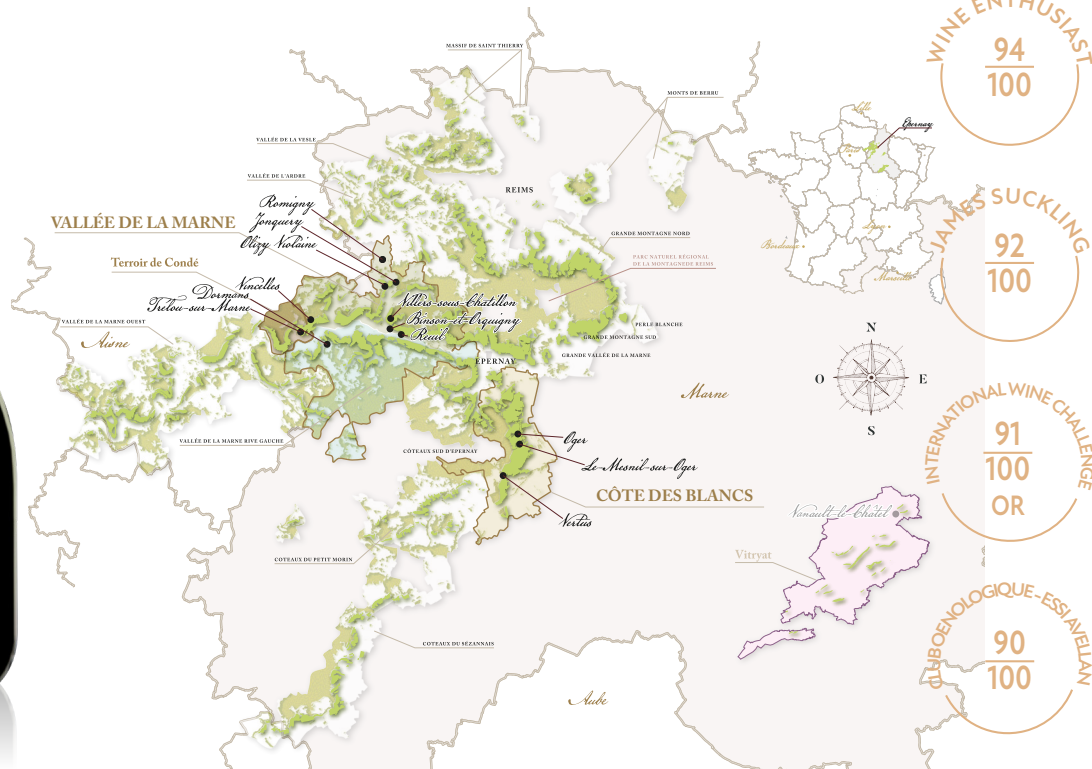 MASSIF DE SAINT THIERRY
MONTS DE BERRU
VALLÉE DE LA VESLE
VALLÉE DE L'ARDRE
REIMS
Romigny
Jonquery
Olizy Violaine
VALLÉE DE LA MARNE
Terroir de Condé
Vincelles
Dormans
Trélou-sur-Marne
VALLÉE DE LA MARNE OUEST
Aisne
GRANDE MONTAGNE NORD
PARC NATUREL RÉGIONAL
DE LA MONTAGNE DE REIMS
Villers-sous-Chatillon
Binson-et-Orquigny
Reuil
PERLE BLANCHE
GRANDE MONTAGNE SUD
GRANDE VALLÉE DE LA MARNE
EPERNAY
Marne
VALLÉE DE LA MARNE RIVE GAUCHE
CÔTEAUX SUD D'EPERNAY
Oger
Le-Mesnil-sur-Oger
CÔTE DES BLANCS
Vertus
COTEAUX DU PETIT MORIN
COTEAUX DU SÉZANNAIS
Aube
Vanault-le-Châtel
Vitryat
N
O
E
S
Lille
Epernay
Paris
Lyon
Bordeaux
Marseille
WINE ENTHUSIAST
94
100
JAMES SUCKLING
92
100
INTERNATIONAL WINE CHALLENGE
91
100
OR
CLUBOENOLOGIQUE-ESSI AVELLAN
90
100